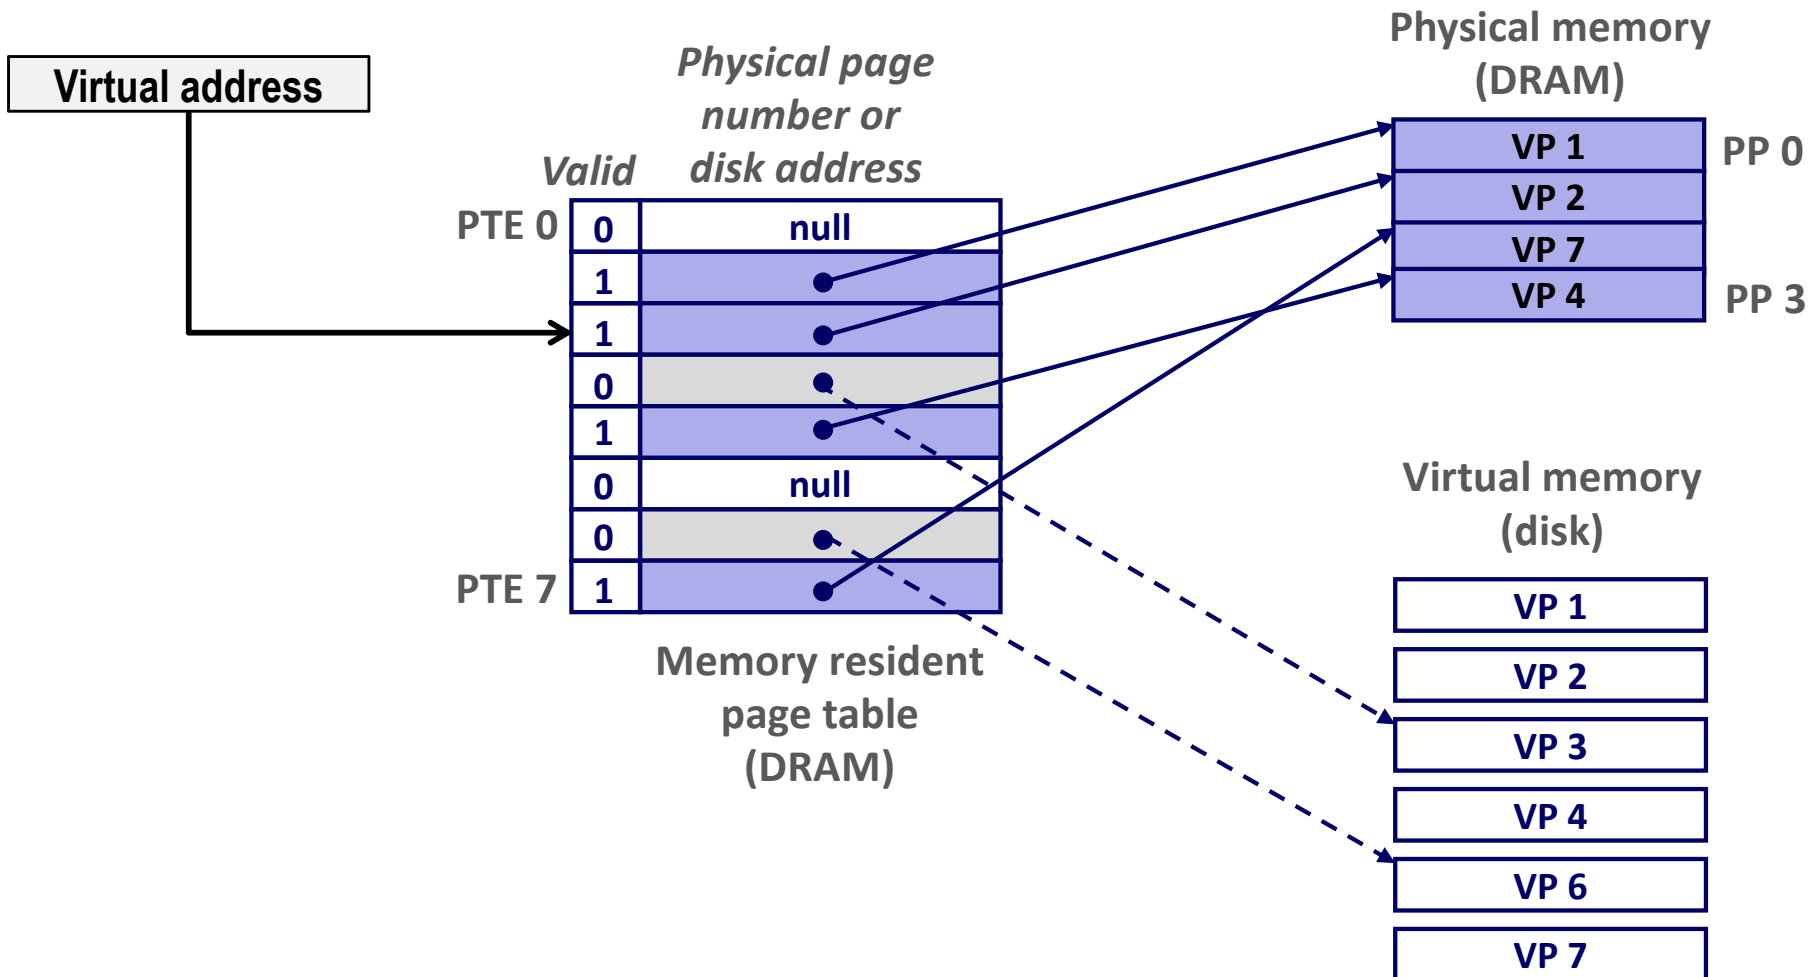 Virtual address
Physical page
number or
disk address
Valid
PTE 0
0
null
1
1
0
1
0
null
0
PTE 7
1
Memory resident
page table
(DRAM)
Physical memory
(DRAM)
VP 1
PP 0
VP 2
VP 7
VP 4
PP 3
Virtual memory
(disk)
VP 1
VP 2
VP 3
VP 4
VP 6
VP 7